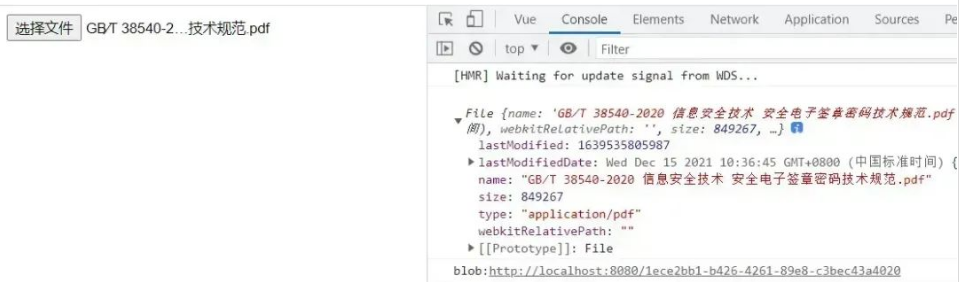 选择文件 GB/T 38540-2...技术规范.pdf
Vue Console Elements Network Application Sources Pe
top ▼ Filter
[HMR] Waiting for update signal from WDS...
File {name: 'GB/T 38540-2020 信息安全技术 安全电子签章密码技术规范.pdf
间), webkitRelativePath: '', size: 849267, …}
lastModified: 1639535805987
lastModifiedDate: Wed Dec 15 2021 10:36:45 GMT+0800 (中国标准时间) {
name: "GB/T 38540-2020 信息安全技术 安全电子签章密码技术规范.pdf"
size: 849267
type: "application/pdf"
webkitRelativePath: ""
[[Prototype]]: File
blob:http://localhost:8080/1ece2bb1-b426-4261-89e8-c3bec43a4020